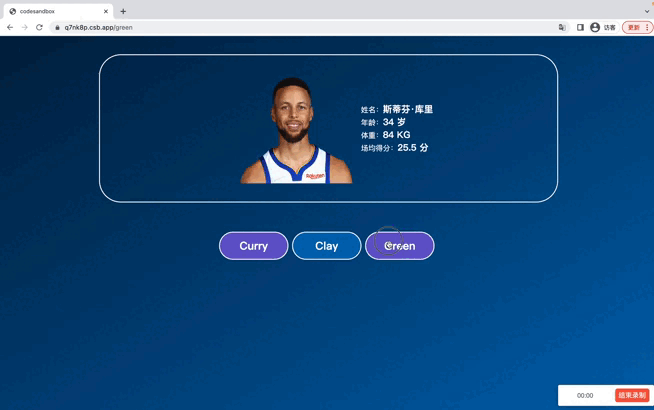 codesandbox
q7nk8p.csb.app/green
访客
更新
姓名：斯蒂芬·库里
年龄：34 岁
体重：84 KG
场均得分：25.5 分
Rakuten
Curry
Clay
Green
00:00
结束录制